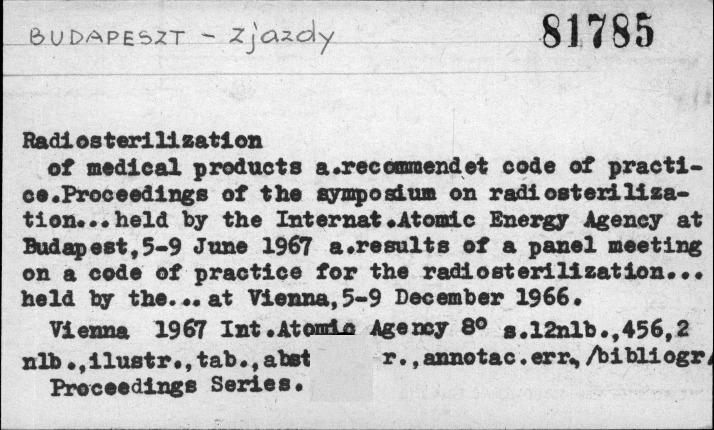 BUDAPESZT - zjazdy 81785
Radiosterilization
of medical products a.recommendet code of practi-
ce.Proceedings of the symposium on radiosteriliza-
tion...held by the Internat.Atomic Energy Agency at
Budapest,5-9 June 1967 a.results of a panel meeting
on a code of practice for the radiosterilization...
held by the... at Vienna,5-9 December 1966.
Vienna 1967 Int.Atomic Agency 8° s.12nlb.,456,2
nlb.,ilustr.,tab.,abst r.,annotac.err., /bibliogr/
Proceedings Series.